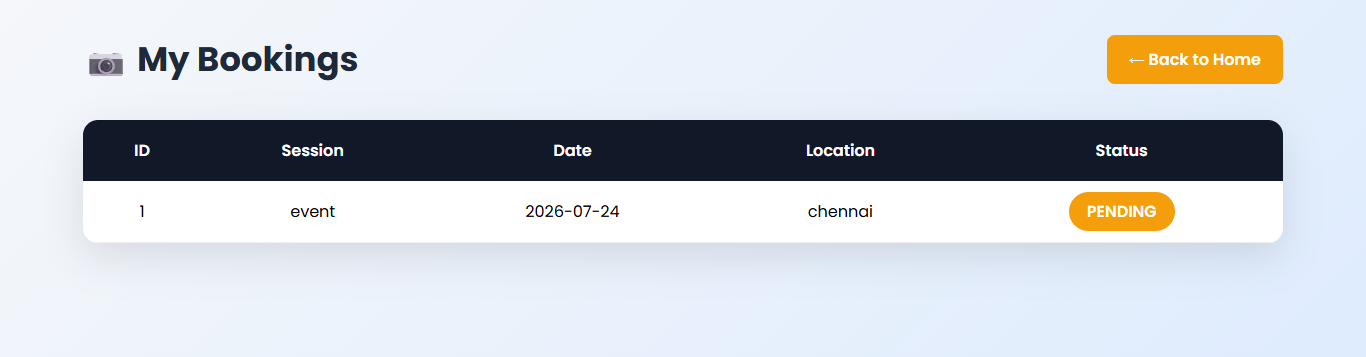 My Bookings
← Back to Home
ID Session Date Location Status
1 event 2026-07-24 chennai PENDING